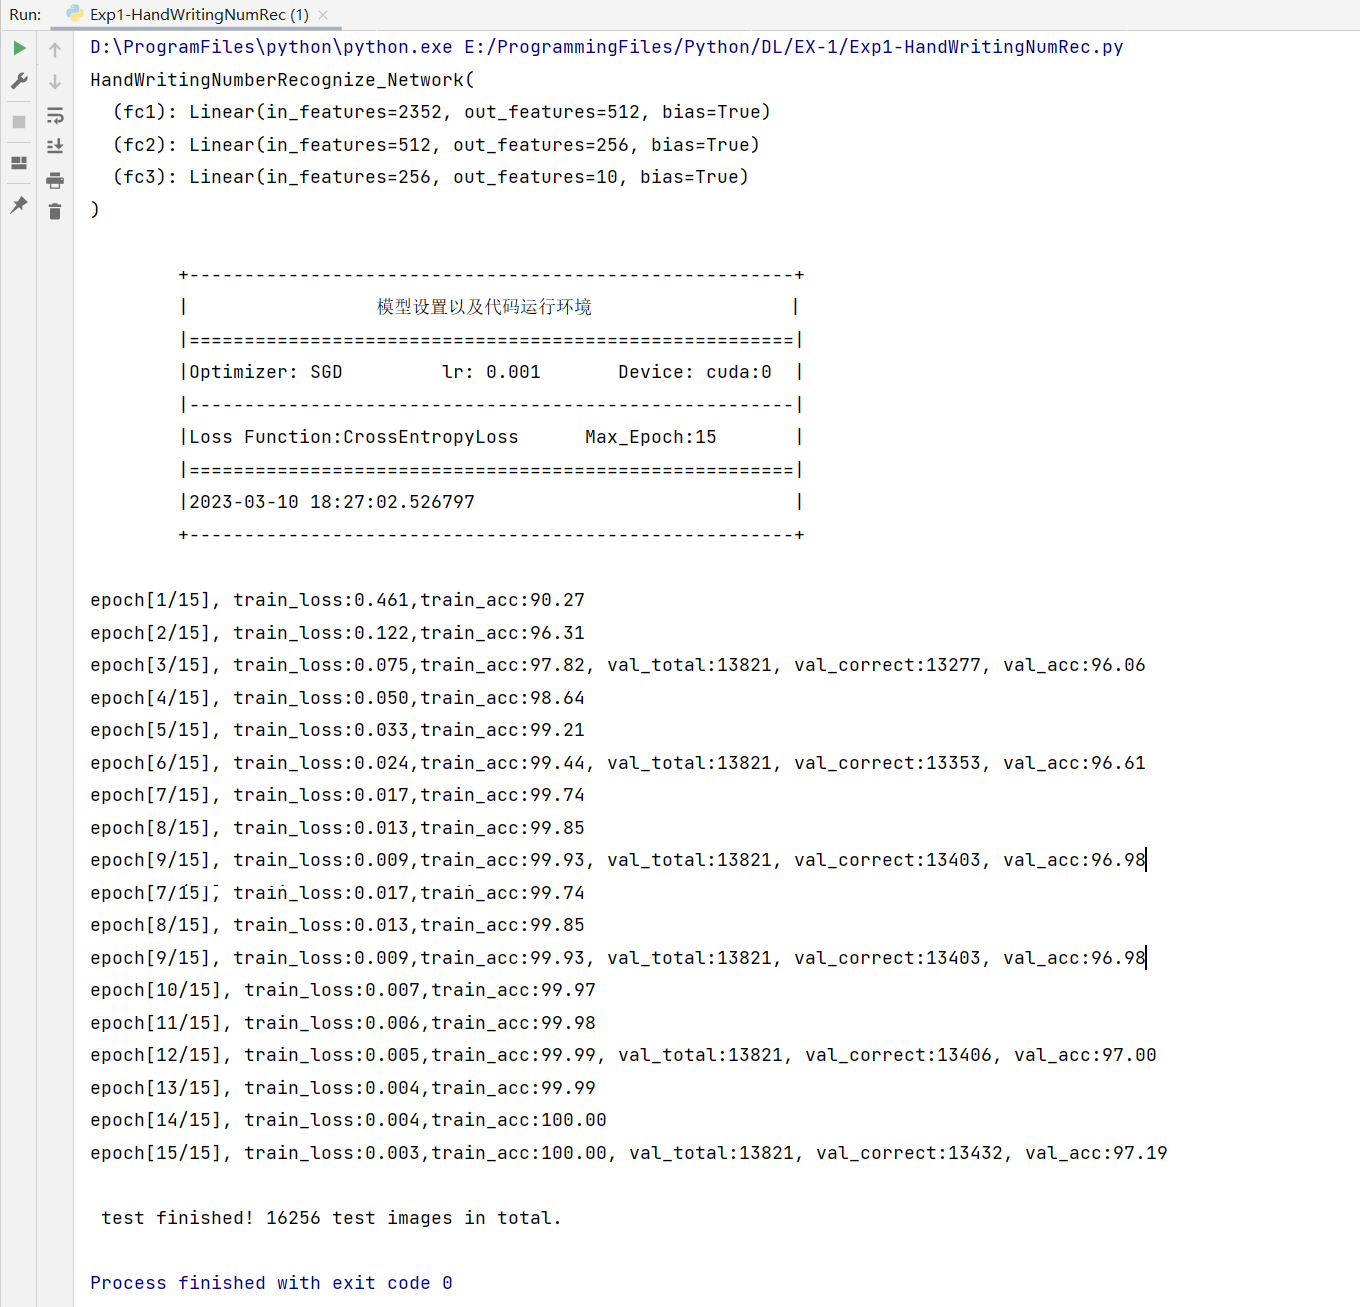 Run: Exp1-HandWritingNumRec (1)
D:\ProgramFiles\python\python.exe E:/ProgrammingFiles/Python/DL/EX-1/Exp1-HandWritingNumRec.py
HandWritingNumberRecognize_Network(
  (fc1): Linear(in_features=2352, out_features=512, bias=True)
  (fc2): Linear(in_features=512, out_features=256, bias=True)
  (fc3): Linear(in_features=256, out_features=10, bias=True)
)
+-------------------------------------------------------+
|                 模型设置以及代码运行环境                  |
|=======================================================|
|Optimizer: SGD         lr: 0.001       Device: cuda:0  |
|-------------------------------------------------------|
|Loss Function:CrossEntropyLoss      Max_Epoch:15       |
|=======================================================|
|2023-03-10 18:27:02.526797                             |
+-------------------------------------------------------+
epoch[1/15], train_loss:0.461,train_acc:90.27
epoch[2/15], train_loss:0.122,train_acc:96.31
epoch[3/15], train_loss:0.075,train_acc:97.82, val_total:13821, val_correct:13277, val_acc:96.06
epoch[4/15], train_loss:0.050,train_acc:98.64
epoch[5/15], train_loss:0.033,train_acc:99.21
epoch[6/15], train_loss:0.024,train_acc:99.44, val_total:13821, val_correct:13353, val_acc:96.61
epoch[7/15], train_loss:0.017,train_acc:99.74
epoch[8/15], train_loss:0.013,train_acc:99.85
epoch[9/15], train_loss:0.009,train_acc:99.93, val_total:13821, val_correct:13403, val_acc:96.98
epoch[7/15], train_loss:0.017,train_acc:99.74
epoch[8/15], train_loss:0.013,train_acc:99.85
epoch[9/15], train_loss:0.009,train_acc:99.93, val_total:13821, val_correct:13403, val_acc:96.98
epoch[10/15], train_loss:0.007,train_acc:99.97
epoch[11/15], train_loss:0.006,train_acc:99.98
epoch[12/15], train_loss:0.005,train_acc:99.99, val_total:13821, val_correct:13406, val_acc:97.00
epoch[13/15], train_loss:0.004,train_acc:99.99
epoch[14/15], train_loss:0.004,train_acc:100.00
epoch[15/15], train_loss:0.003,train_acc:100.00, val_total:13821, val_correct:13432, val_acc:97.19
test finished! 16256 test images in total.
Process finished with exit code 0